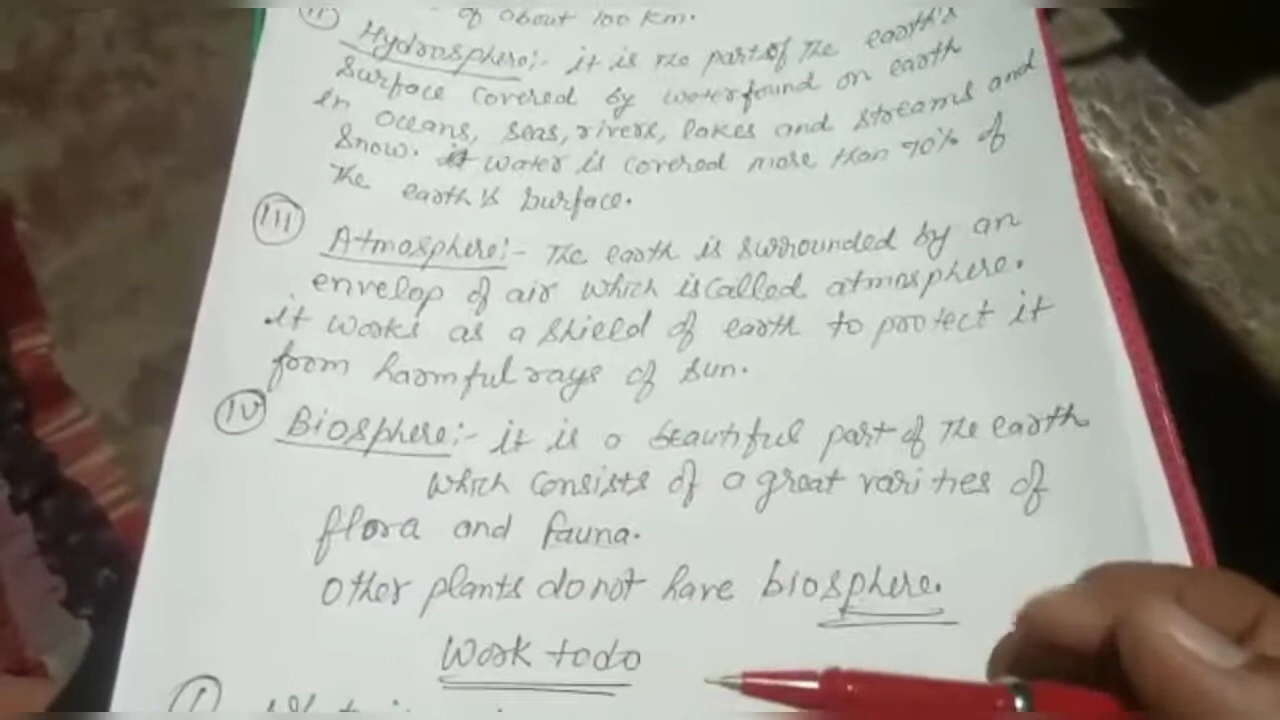 II of about 100 km.
Hydrosphere:- it is the part of the earth's
surface covered by water found on earth
in oceans, seas, rivers, lakes and streams and
snow. water is covered more than 70% of
the earth's surface.
III Atmosphere:- The earth is surrounded by an
envelop of air which is called atmosphere.
it works as a shield of earth to protect it
from harmful rays of sun.
IV Biosphere:- it is a beautiful part of the earth
which consists of a great varities of
flora and fauna.
Other plants do not have biosphere.
Work to do
I